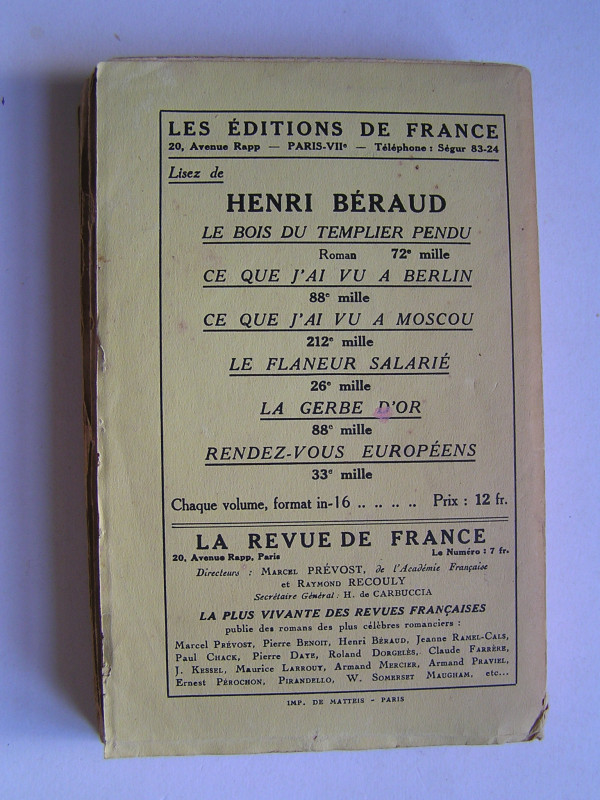 LES ÉDITIONS DE FRANCE
20, Avenue Rapp — PARIS-VIIe — Téléphone : Ségur 83-24
Lisez de
HENRI BÉRAUD
LE BOIS DU TEMPLIER PENDU
Roman 72e mille
CE QUE J'AI VU A BERLIN
88e mille
CE QUE J'AI VU A MOSCOU
212e mille
LE FLANEUR SALARIÉ
26e mille
LA GERBE D'OR
88e mille
RENDEZ-VOUS EUROPÉENS
33e mille
Chaque volume, format in-16 .. .. .. .. Prix : 12 fr.
LA REVUE DE FRANCE
20, Avenue Rapp, Paris Le Numéro : 7 fr.
Directeurs : MARCEL PRÉVOST, de l'Académie Française
et RAYMOND RECOULY
Secrétaire Général : H. de CARBUCCIA
LA PLUS VIVANTE DES REVUES FRANÇAISES
publie des romans des plus célèbres romanciers :
Marcel PRÉVOST, Pierre BENOIT, Henri BÉRAUD, Jeanne RAMEL-CALS,
Paul CHACK, Pierre DAYE, Roland DORGELÈS, Claude FARRÈRE,
J. KESSEL, Maurice LARROUY, Armand MERCIER, Armand PRAVIEL,
Ernest PÉROCHON, PIRANDELLO, W. SOMERSET MAUGHAM, etc...
IMP. DE MATTEIS - PARIS